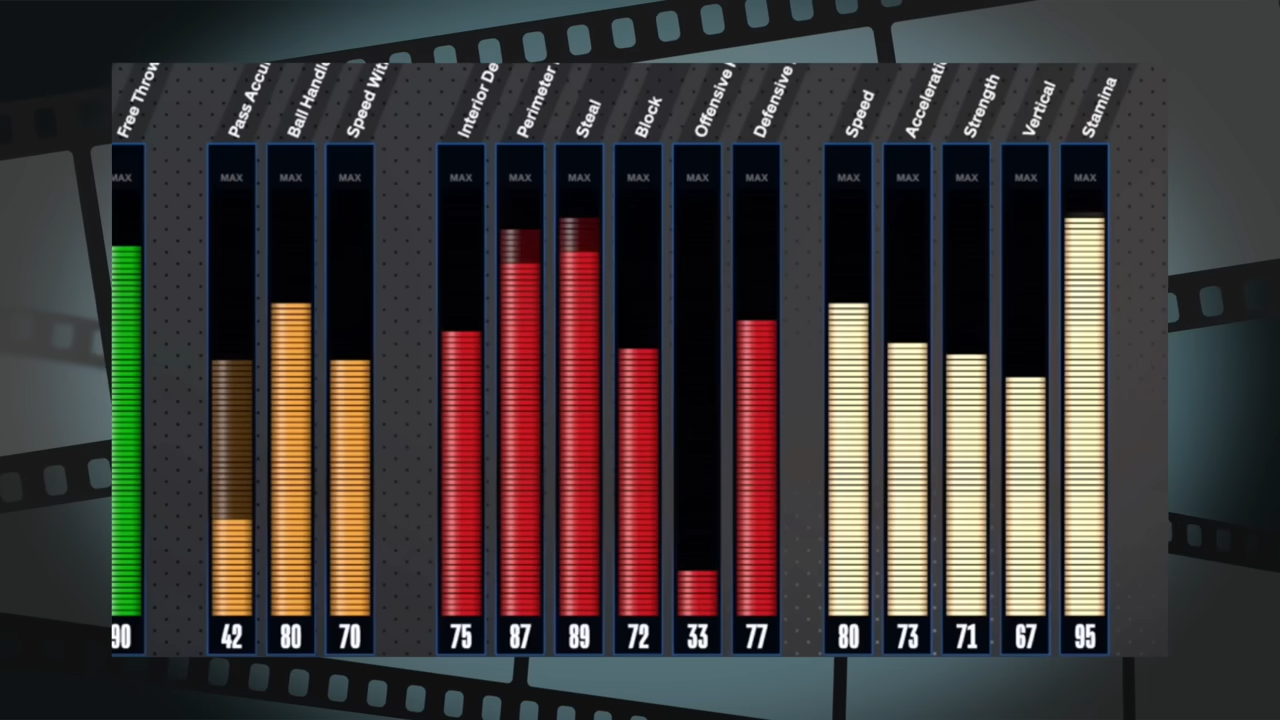 Free Throw
Pass Accu
Ball Handl
Speed Wit
Interior De
Perimeter
Steal
Block
Offensive
Defensive
Speed
Accelerati
Strength
Vertical
Stamina
MAX MAX MAX MAX MAX MAX MAX MAX MAX MAX MAX MAX MAX MAX MAX
90 42 80 70 75 87 89 72 33 77 80 73 71 67 95